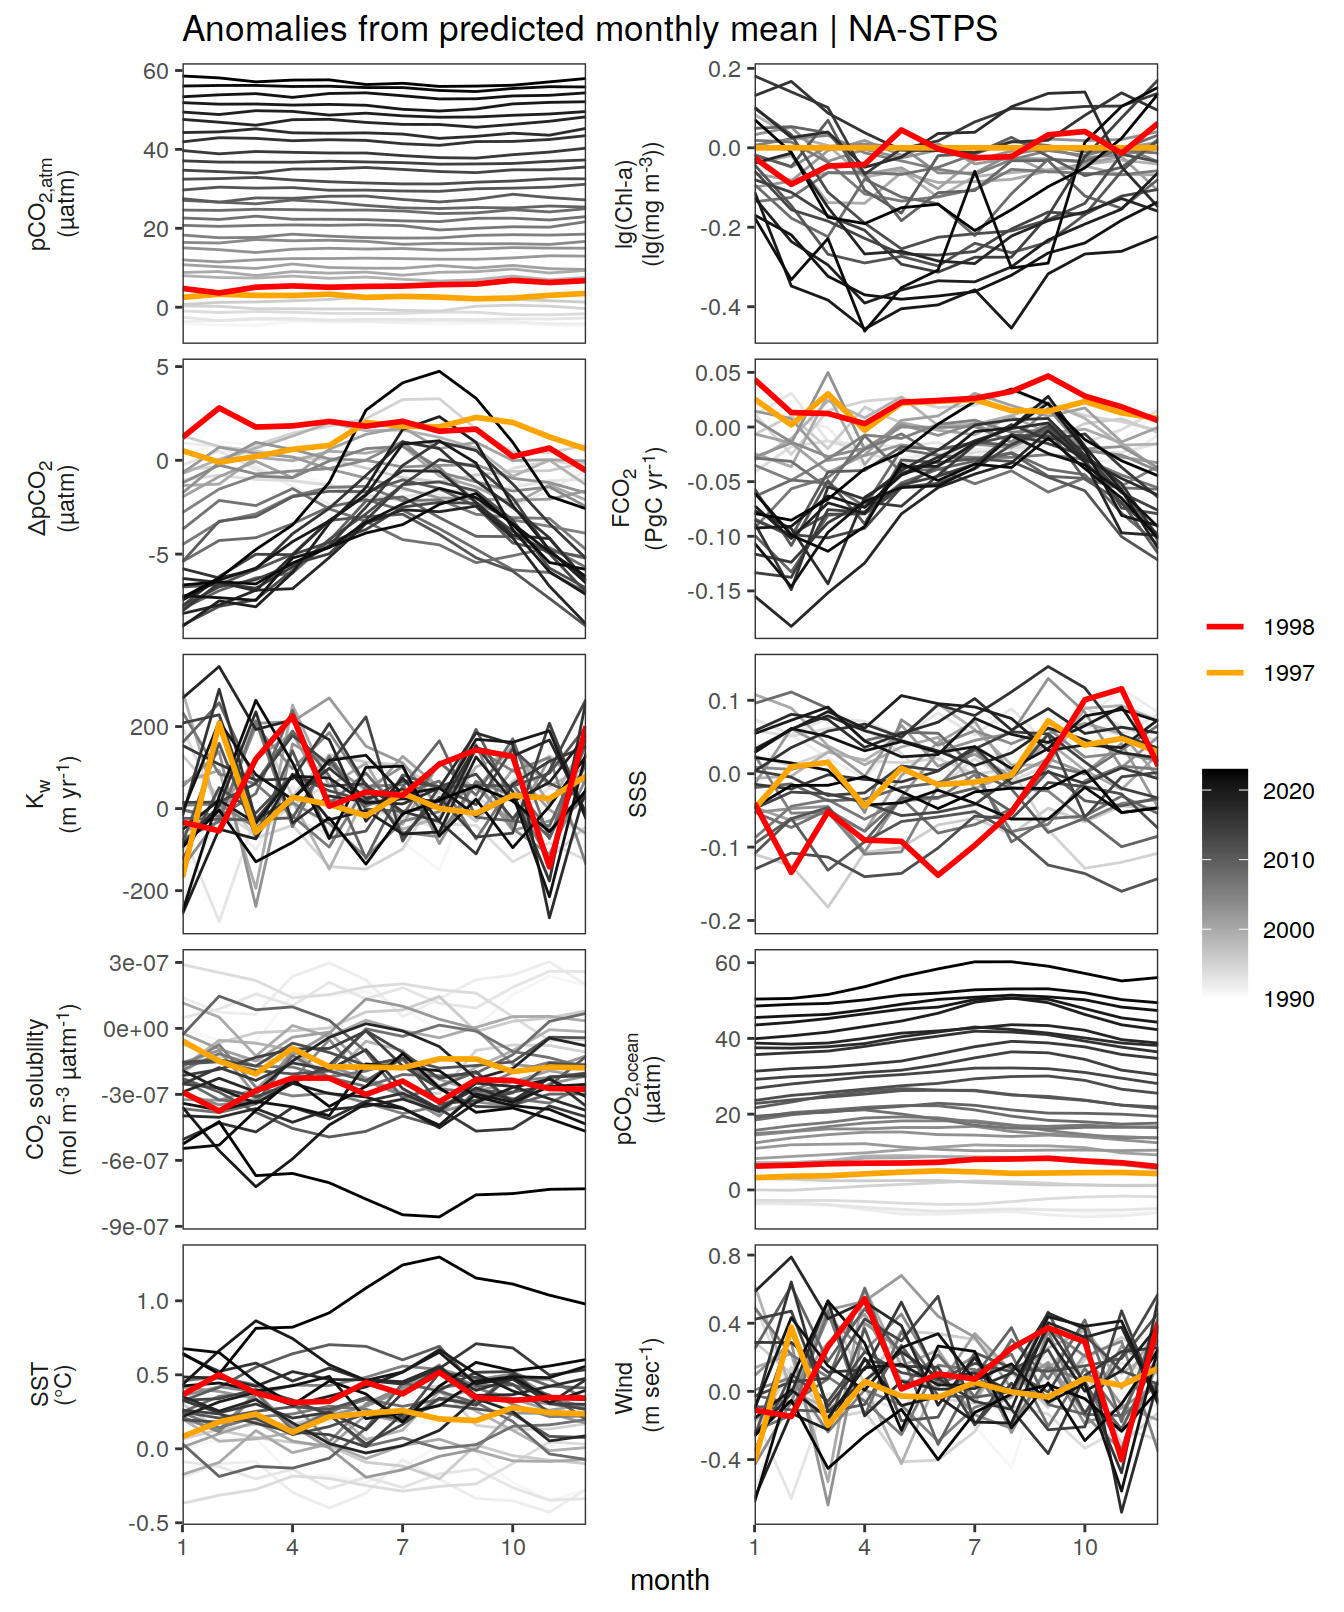 Anomalies from predicted monthly mean | NA-STPS
pCO2,atm
(µatm)
60
40
20
0
lg(Chl-a)
(lg(mg m-3))
0.2
0.0
-0.2
-0.4
ΔpCO2
(µatm)
5
0
-5
FCO2
(PgC yr-1)
0.05
0.00
-0.05
-0.10
-0.15
Kw
(m yr-1)
200
0
-200
SSS
0.1
0.0
-0.1
-0.2
CO2 solubility
(mol m-3 µatm-1)
3e-07
0e+00
-3e-07
-6e-07
-9e-07
pCO2,ocean
(µatm)
60
40
20
0
SST
(°C)
1.0
0.5
0.0
-0.5
Wind
(m sec-1)
0.8
0.4
0.0
-0.4
1 4 7 10
1 4 7 10
month
1998
1997
2020
2010
2000
1990